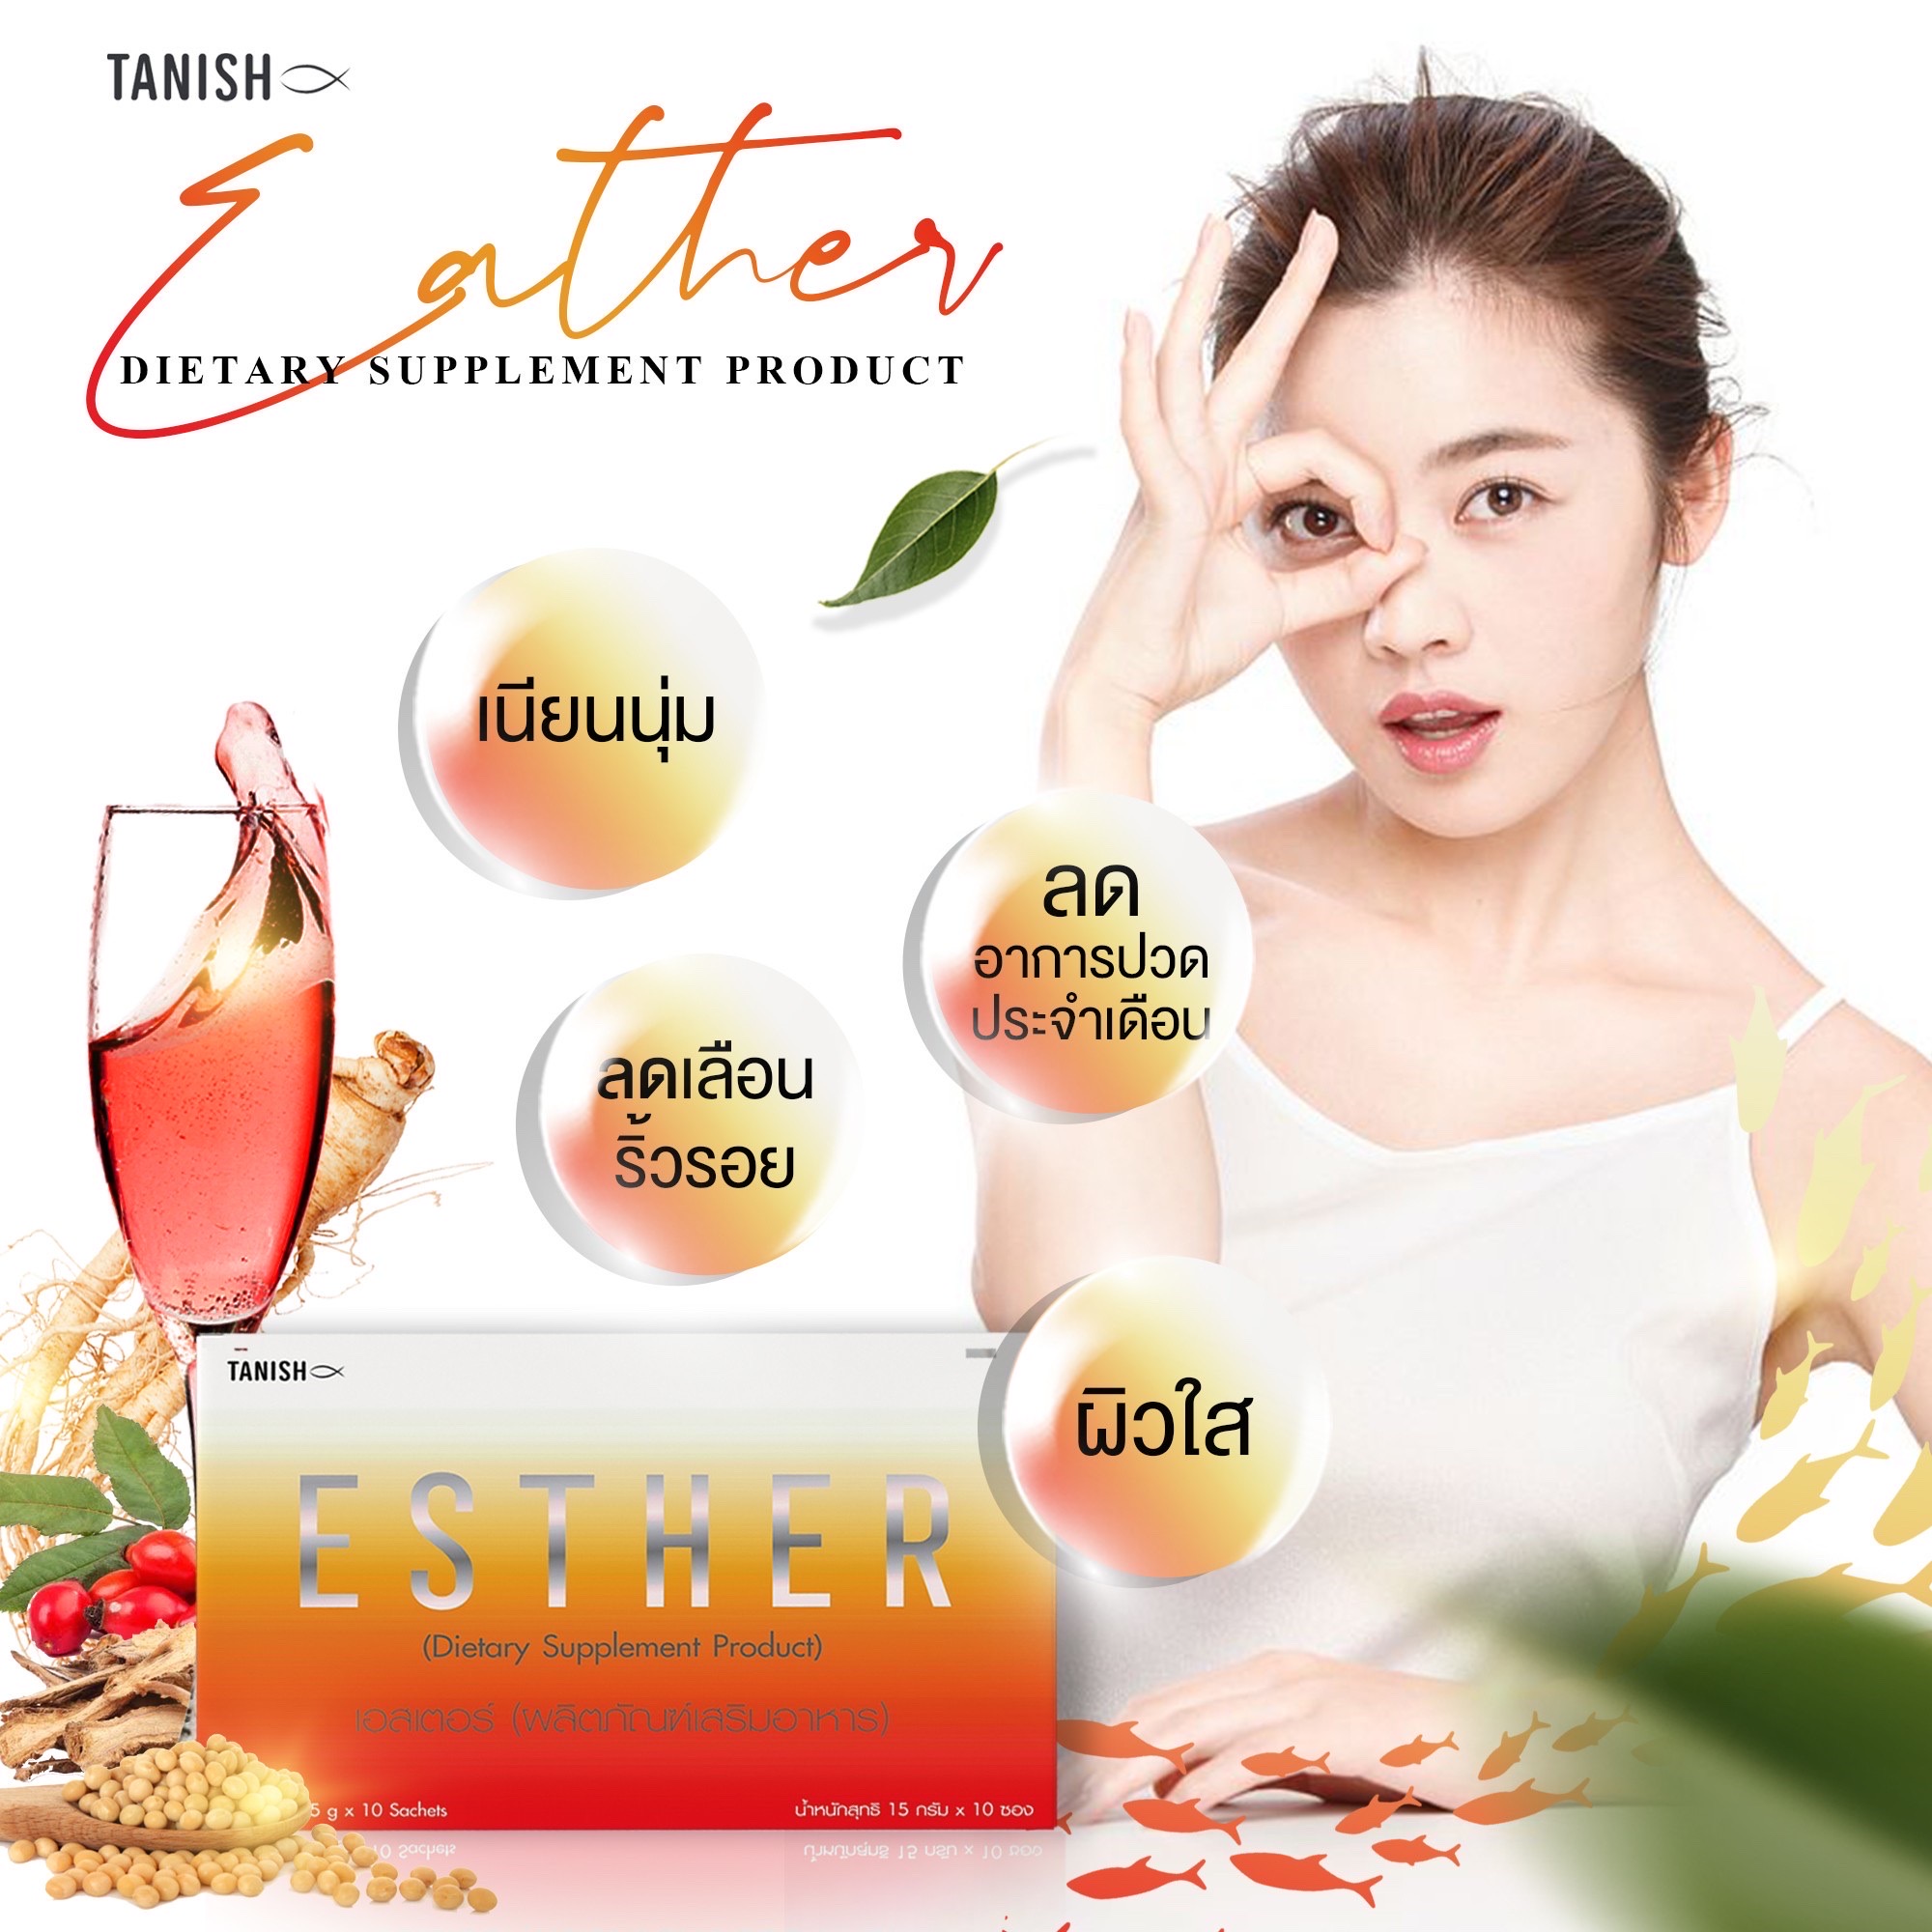 TANISH
Eather
DIETARY SUPPLEMENT PRODUCT
เนียนนุ่ม
ลด
อาการปวด
ประจำเดือน
ลดเลือน
ริ้วรอย
ผิวใส
TANISH
ESTHER
(Dietary Supplement Product)
เอสเตอร์ (ผลิตภัณฑ์เสริมอาหาร)
5 g x 10 Sachets
น้ำหนักสุทธิ 15 กรัม x 10 ซอง